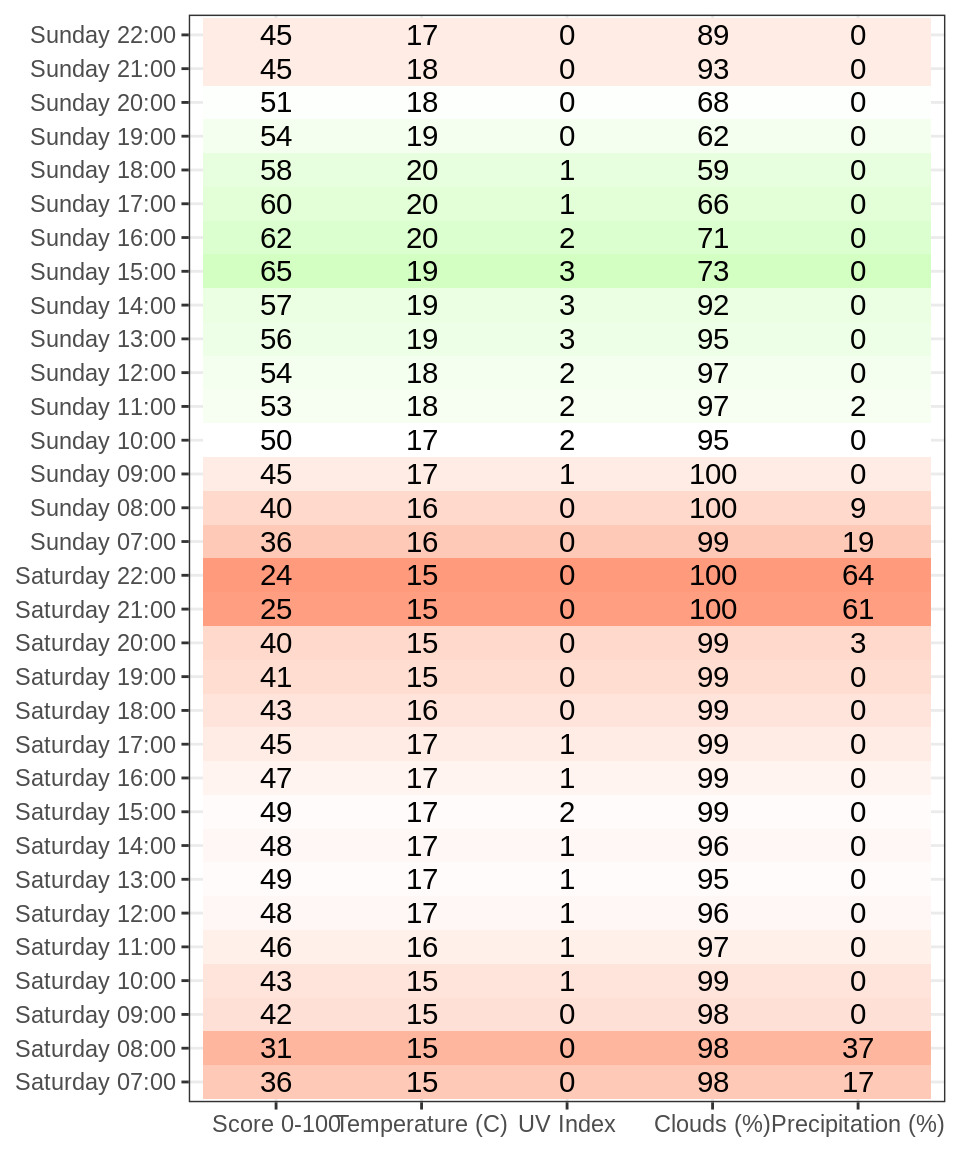 Sunday 22:00 45 17 0 89 0
Sunday 21:00 45 18 0 93 0
Sunday 20:00 51 18 0 68 0
Sunday 19:00 54 19 0 62 0
Sunday 18:00 58 20 1 59 0
Sunday 17:00 60 20 1 66 0
Sunday 16:00 62 20 2 71 0
Sunday 15:00 65 19 3 73 0
Sunday 14:00 57 19 3 92 0
Sunday 13:00 56 19 3 95 0
Sunday 12:00 54 18 2 97 0
Sunday 11:00 53 18 2 97 2
Sunday 10:00 50 17 2 95 0
Sunday 09:00 45 17 1 100 0
Sunday 08:00 40 16 0 100 9
Sunday 07:00 36 16 0 99 19
Saturday 22:00 24 15 0 100 64
Saturday 21:00 25 15 0 100 61
Saturday 20:00 40 15 0 99 3
Saturday 19:00 41 15 0 99 0
Saturday 18:00 43 16 0 99 0
Saturday 17:00 45 17 1 99 0
Saturday 16:00 47 17 1 99 0
Saturday 15:00 49 17 2 99 0
Saturday 14:00 48 17 1 96 0
Saturday 13:00 49 17 1 95 0
Saturday 12:00 48 17 1 96 0
Saturday 11:00 46 16 1 97 0
Saturday 10:00 43 15 1 99 0
Saturday 09:00 42 15 0 98 0
Saturday 08:00 31 15 0 98 37
Saturday 07:00 36 15 0 98 17
Score 0-100 Temperature (C) UV Index Clouds (%) Precipitation (%)